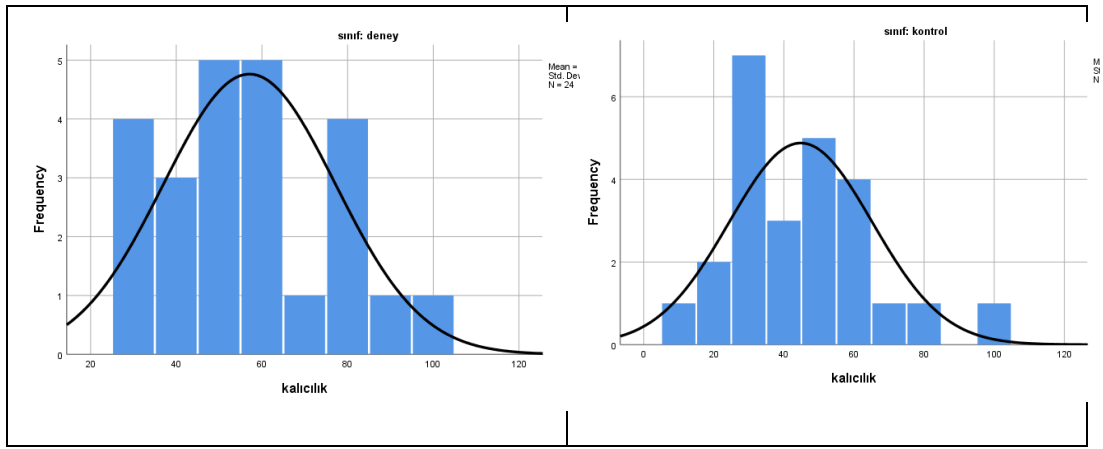 sınıf: deney
Mean =
Std. Dev
N = 24
Frequency
5
4
3
2
1
0
20 40 60 80 100 120
kalıcılık
sınıf: kontrol
M
St
N
Frequency
6
4
2
0
0 20 40 60 80 100 120
kalıcılık